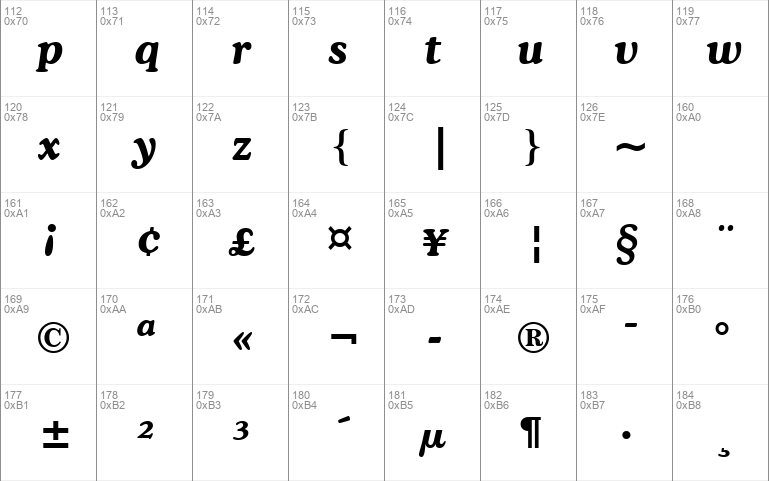 112 113 114 115 116 117 118 119
0x70 0x71 0x72 0x73 0x74 0x75 0x76 0x77
p q r s t u v w
120 121 122 123 124 125 126 160
0x78 0x79 0x7A 0x7B 0x7C 0x7D 0x7E 0xA0
x y z { | } ~
161 162 163 164 165 166 167 168
0xA1 0xA2 0xA3 0xA4 0xA5 0xA6 0xA7 0xA8
¡ ¢ £ ¤ ¥ ¦ § ¨
169 170 171 172 173 174 175 176
0xA9 0xAA 0xAB 0xAC 0xAD 0xAE 0xAF 0xB0
© ª « ¬ - ® ¯ °
177 178 179 180 181 182 183 184
0xB1 0xB2 0xB3 0xB4 0xB5 0xB6 0xB7 0xB8
± ² ³ ´ µ ¶ · ¸